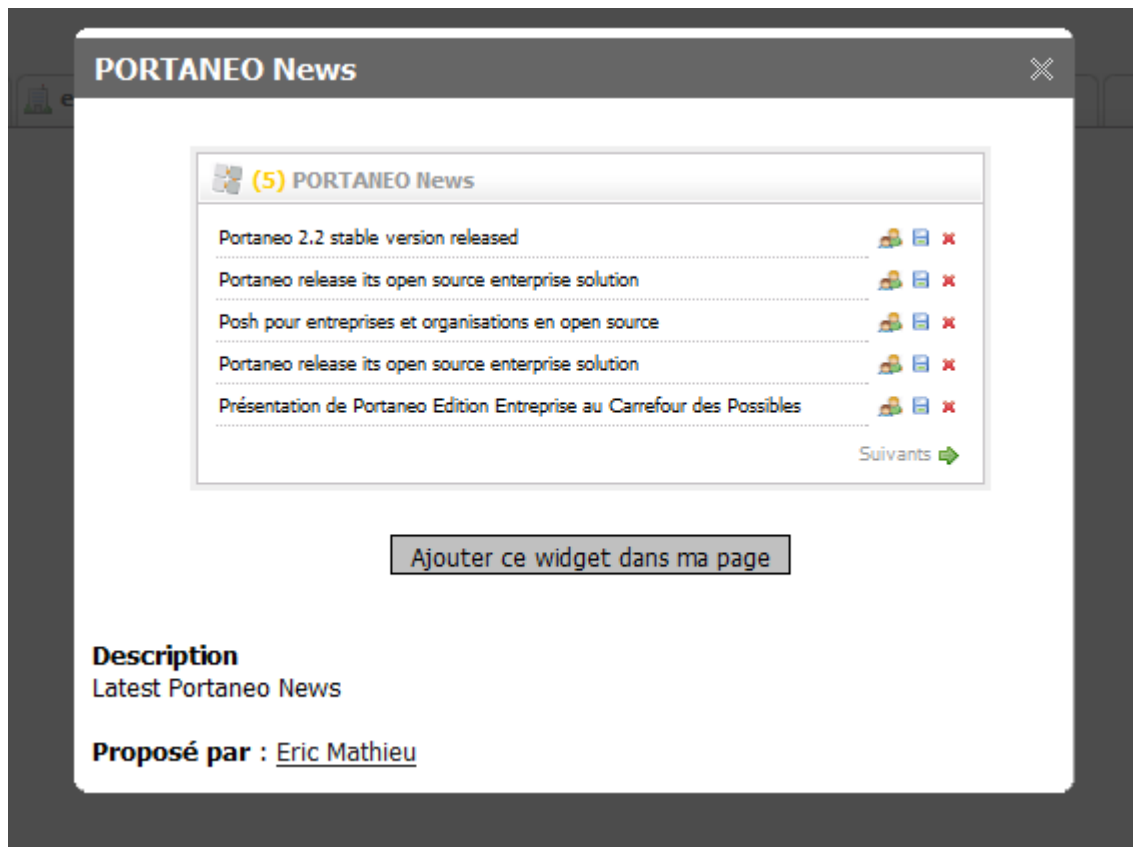 PORTANEO News
e
(5) PORTANEO News
Portaneo 2.2 stable version released
Portaneo release its open source enterprise solution
Posh pour entreprises et organisations en open source
Portaneo release its open source enterprise solution
Présentation de Portaneo Edition Entreprise au Carrefour des Possibles
Suivants
Ajouter ce widget dans ma page
Description
Latest Portaneo News
Proposé par : Eric Mathieu